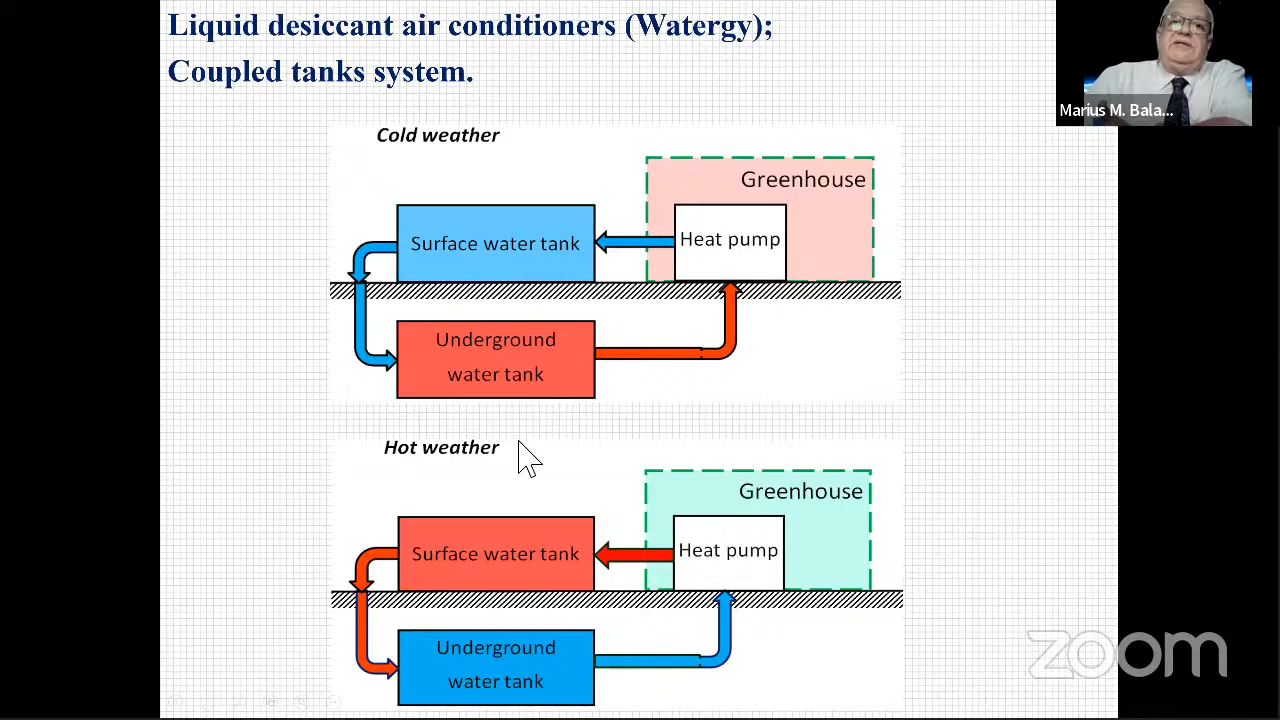 Liquid desiccant air conditioners (Watergy);
Coupled tanks system.
Marius M. Bala...
Cold weather
Greenhouse
Surface water tank
Heat pump
Underground
water tank
Hot weather
Greenhouse
Surface water tank
Heat pump
Underground
water tank
zoom